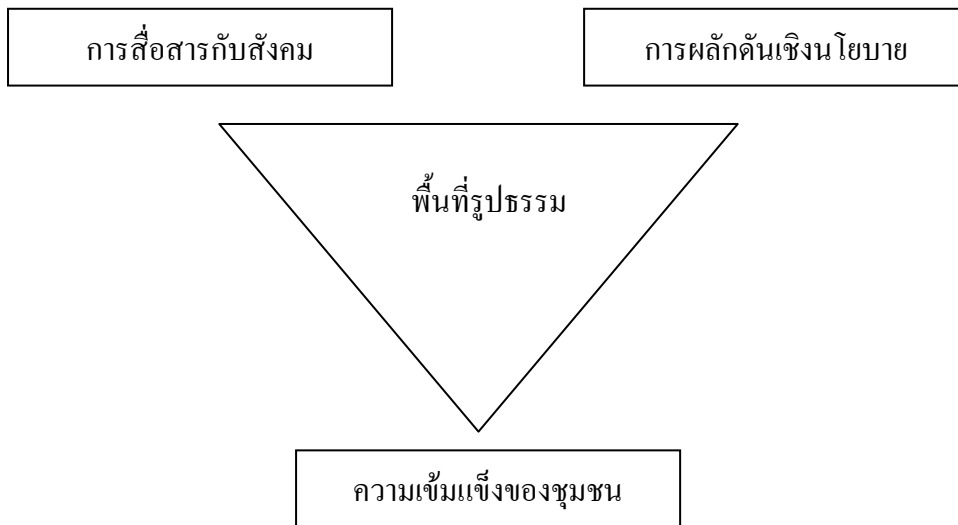 การสื่อสารกับสังคม
การผลักดันเชิงนโยบาย
พื้นที่รูปธรรม
ความเข้มแข็งของชุมชน